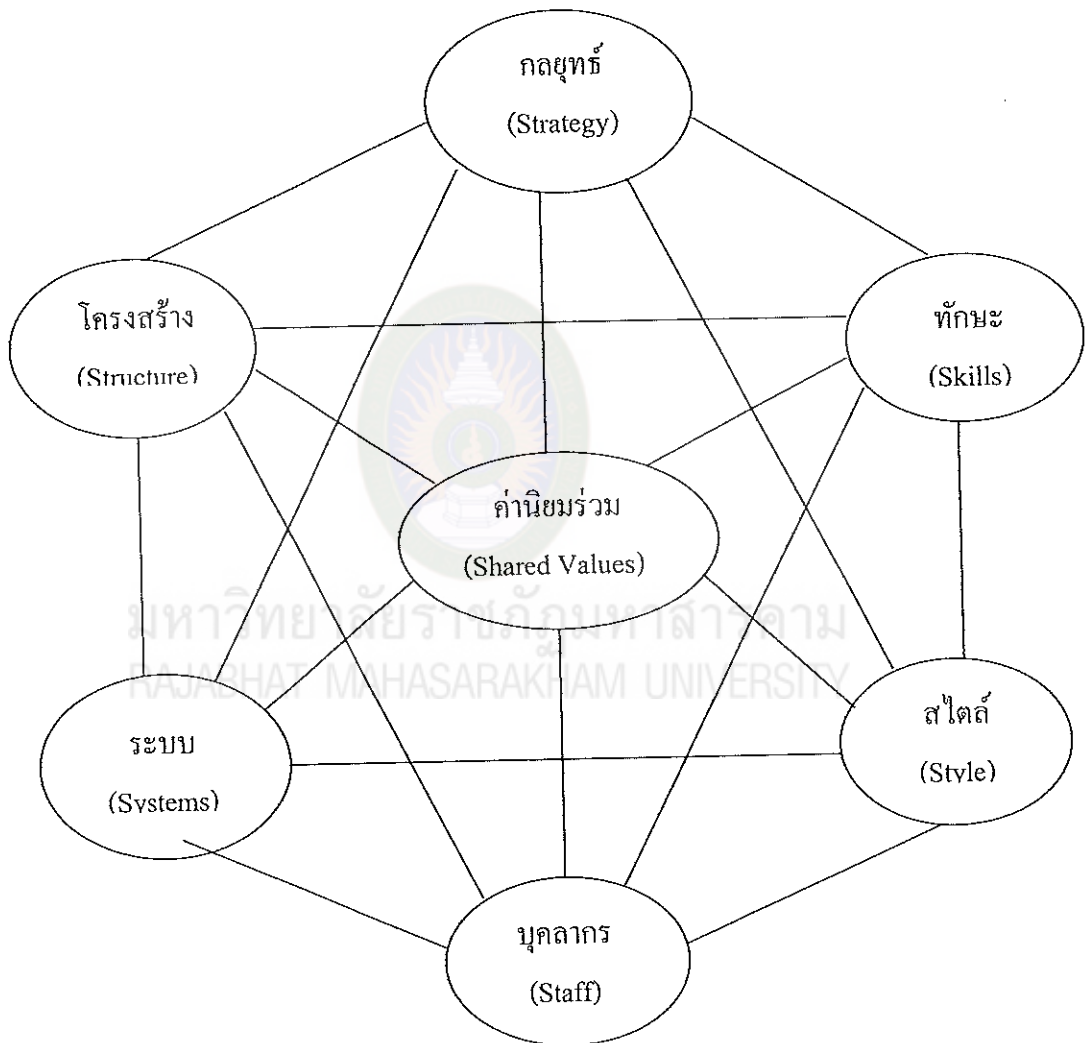 กลยุทธ์
(Strategy)
โครงสร้าง
(Structure)
ทักษะ
(Skills)
ค่านิยมร่วม
(Shared Values)
มหาวิทยาลัยราชภัฏมหาสารคาม
RAJABHAT MAHASARAKHAM UNIVERSITY
ระบบ
(Systems)
สไตล์
(Style)
บุคลากร
(Staff)